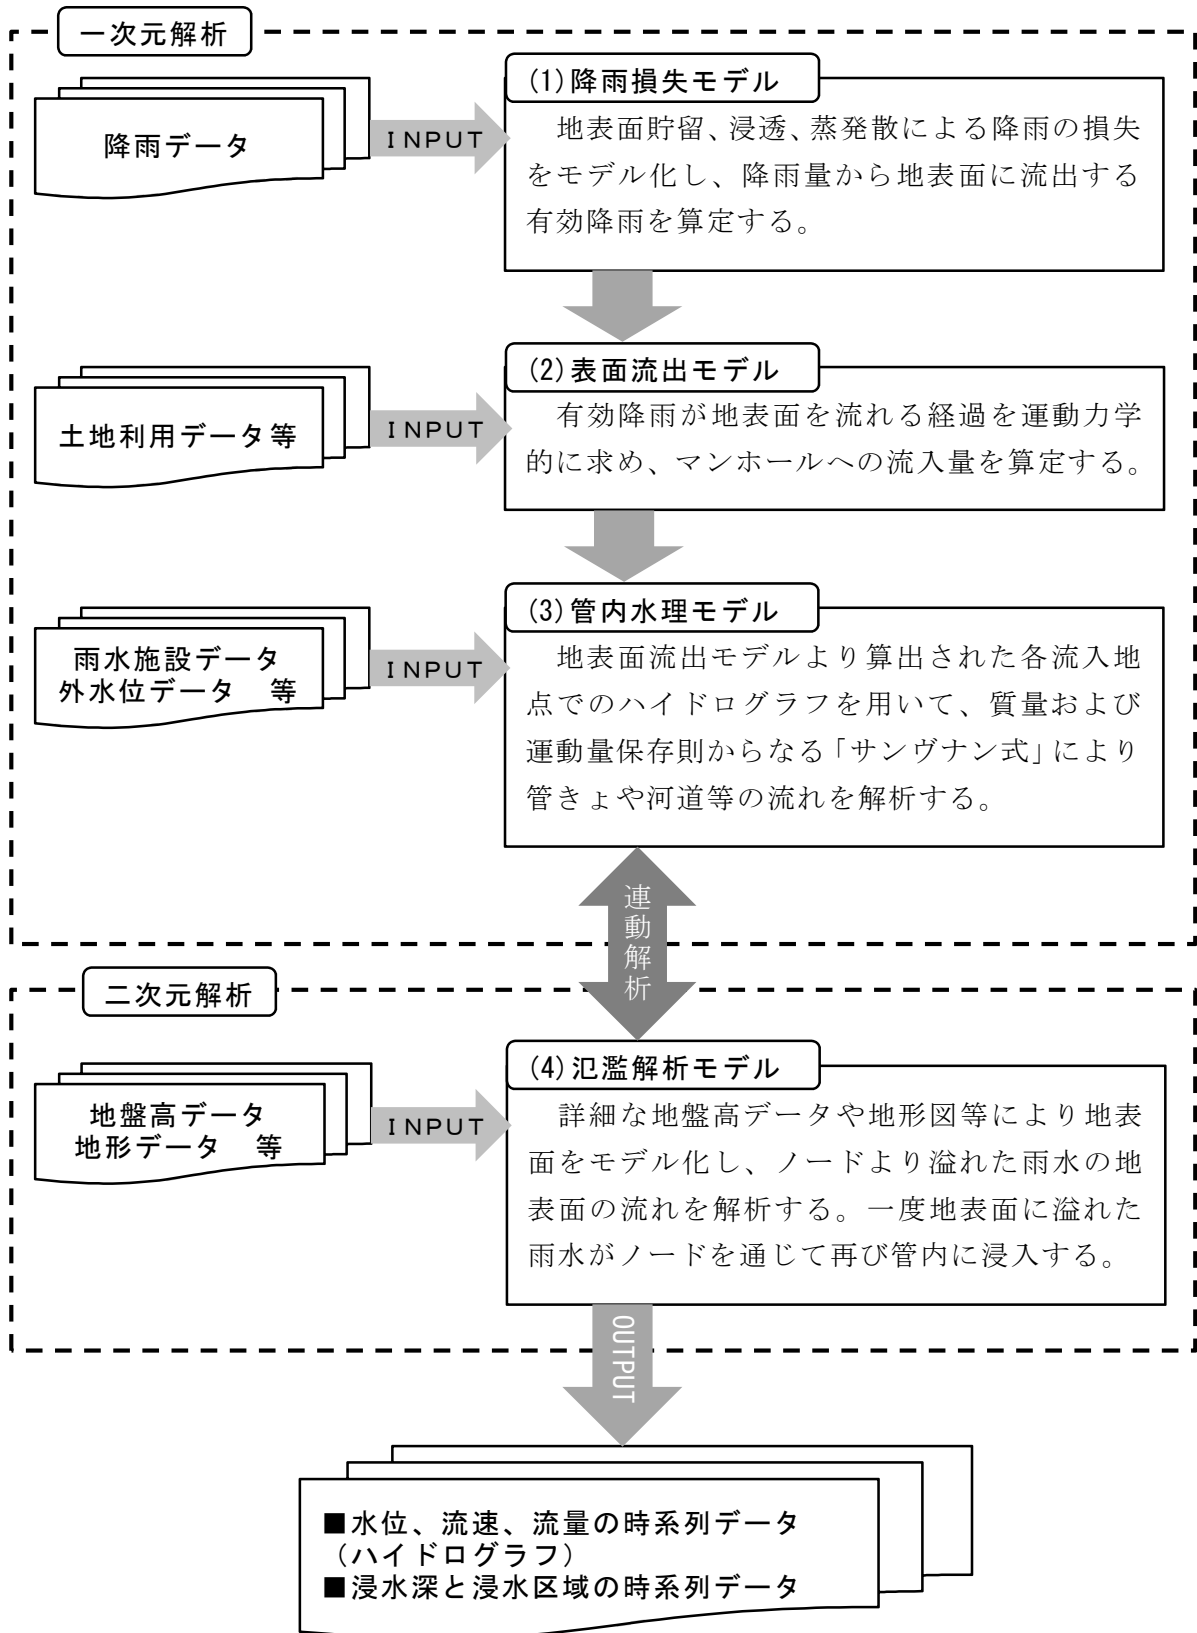 一次元解析
降雨データ
INPUT
(1)降雨損失モデル
地表面貯留、浸透、蒸発散による降雨の損失
をモデル化し、降雨量から地表面に流出する
有効降雨を算定する。
土地利用データ等
INPUT
(2)表面流出モデル
有効降雨が地表面を流れる経過を運動力学
的に求め、マンホールへの流入量を算定する。
雨水施設データ
外水位データ　等
INPUT
(3)管内水理モデル
地表面流出モデルより算出された各流入地
点でのハイドログラフを用いて、質量および
運動量保存則からなる「サンヴナン式」により
管きょや河道等の流れを解析する。
連動解析
二次元解析
地盤高データ
地形データ　等
INPUT
(4)氾濫解析モデル
詳細な地盤高データや地形図等により地表
面をモデル化し、ノードより溢れた雨水の地
表面の流れを解析する。一度地表面に溢れた
雨水がノードを通じて再び管内に浸入する。
OUTPUT
■水位、流速、流量の時系列データ
（ハイドログラフ）
■浸水深と浸水区域の時系列データ